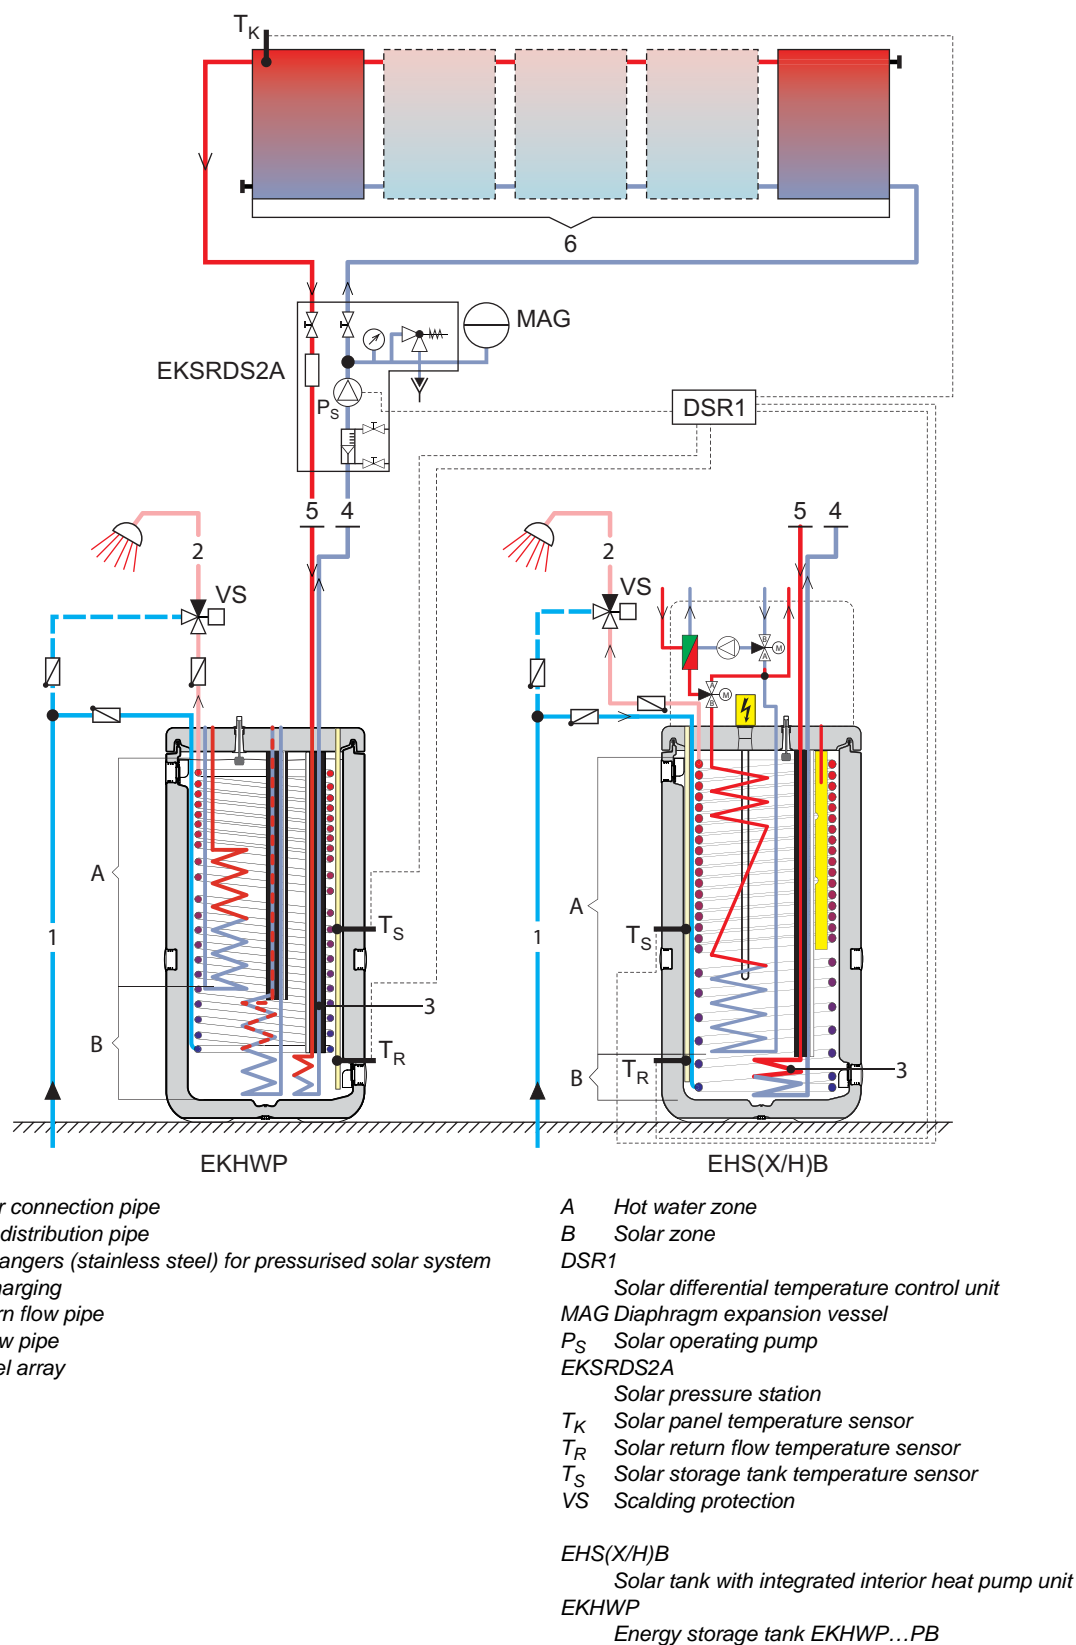 TK
6
MAG
EKSRDS2A
PS
DSR1
5 4
5 4
2
2
VS
VS
B
A
M
A
B
M
A
B
1
TS
TR
3
A
B
1
TS
TR
3
EKHWP
EHS(X/H)B
r connection pipe
distribution pipe
angers (stainless steel) for pressurised solar system
harging
rn flow pipe
w pipe
el array
A Hot water zone
B Solar zone
DSR1
Solar differential temperature control unit
MAG Diaphragm expansion vessel
PS Solar operating pump
EKSRDS2A
Solar pressure station
TK Solar panel temperature sensor
TR Solar return flow temperature sensor
TS Solar storage tank temperature sensor
VS Scalding protection
EHS(X/H)B
Solar tank with integrated interior heat pump unit
EKHWP
Energy storage tank EKHWP…PB